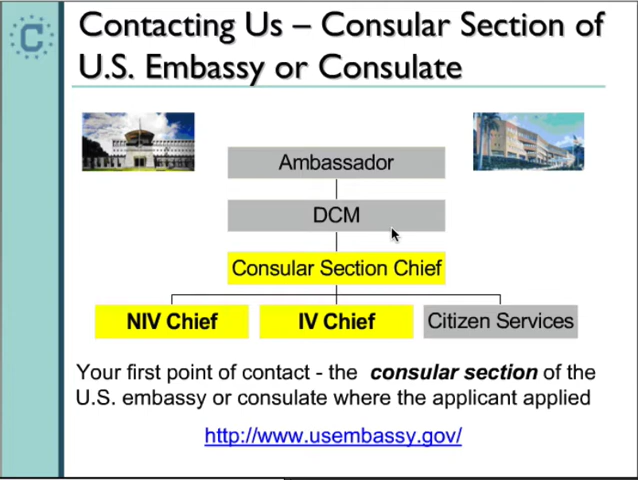 C
Contacting Us – Consular Section of
U.S. Embassy or Consulate
Ambassador
DCM
Consular Section Chief
NIV Chief IV Chief Citizen Services
Your first point of contact - the consular section of the
U.S. embassy or consulate where the applicant applied
http://www.usembassy.gov/